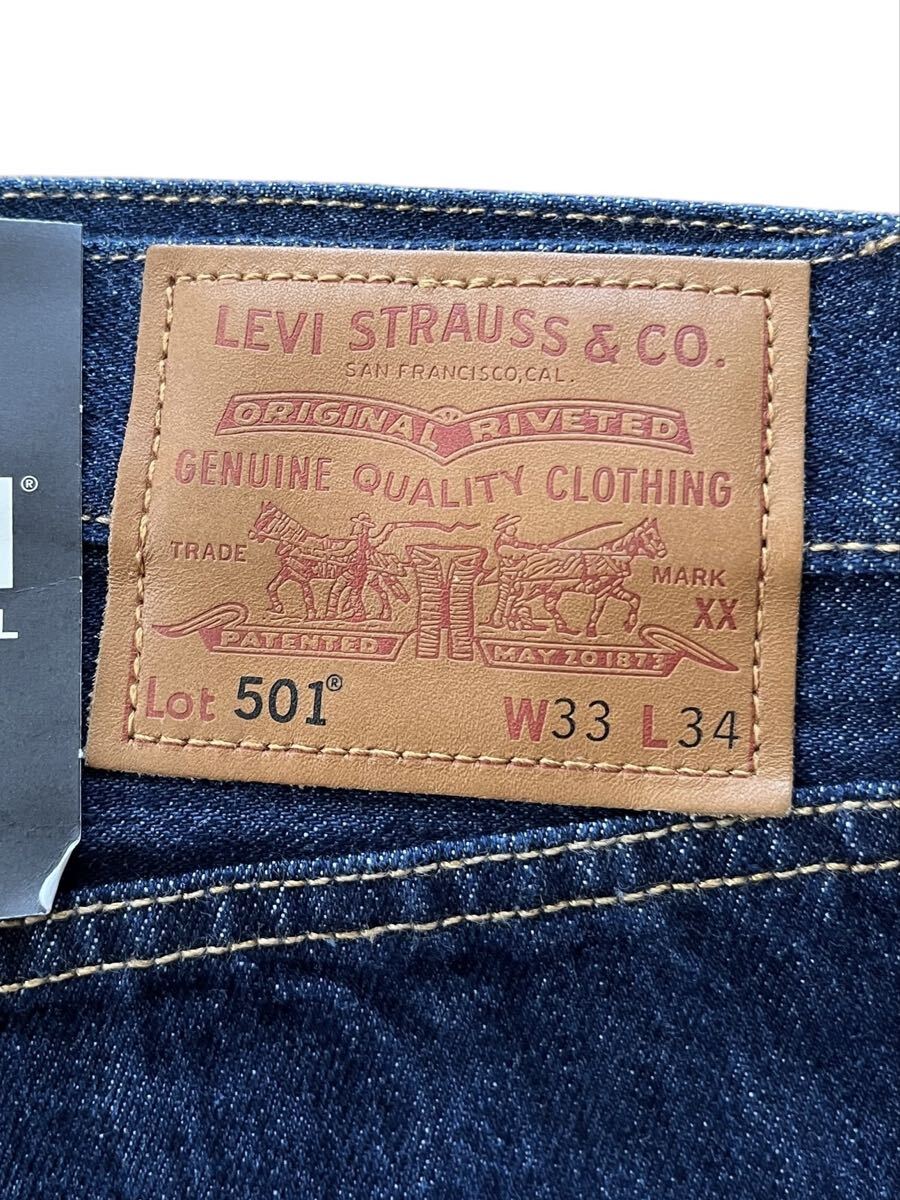 LEVI STRAUSS & CO.
SAN FRANCISCO, CAL.
ORIGINAL RIVETED
GENUINE QUALITY CLOTHING
TRADE MARK
XX
PATENTED MAY 20 1873
Lot 501® W33 L34
®